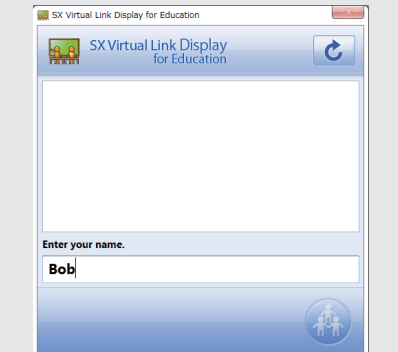 SX Virtual Link Display for Education
SX Virtual Link Display
for Education
Enter your name.
Bob